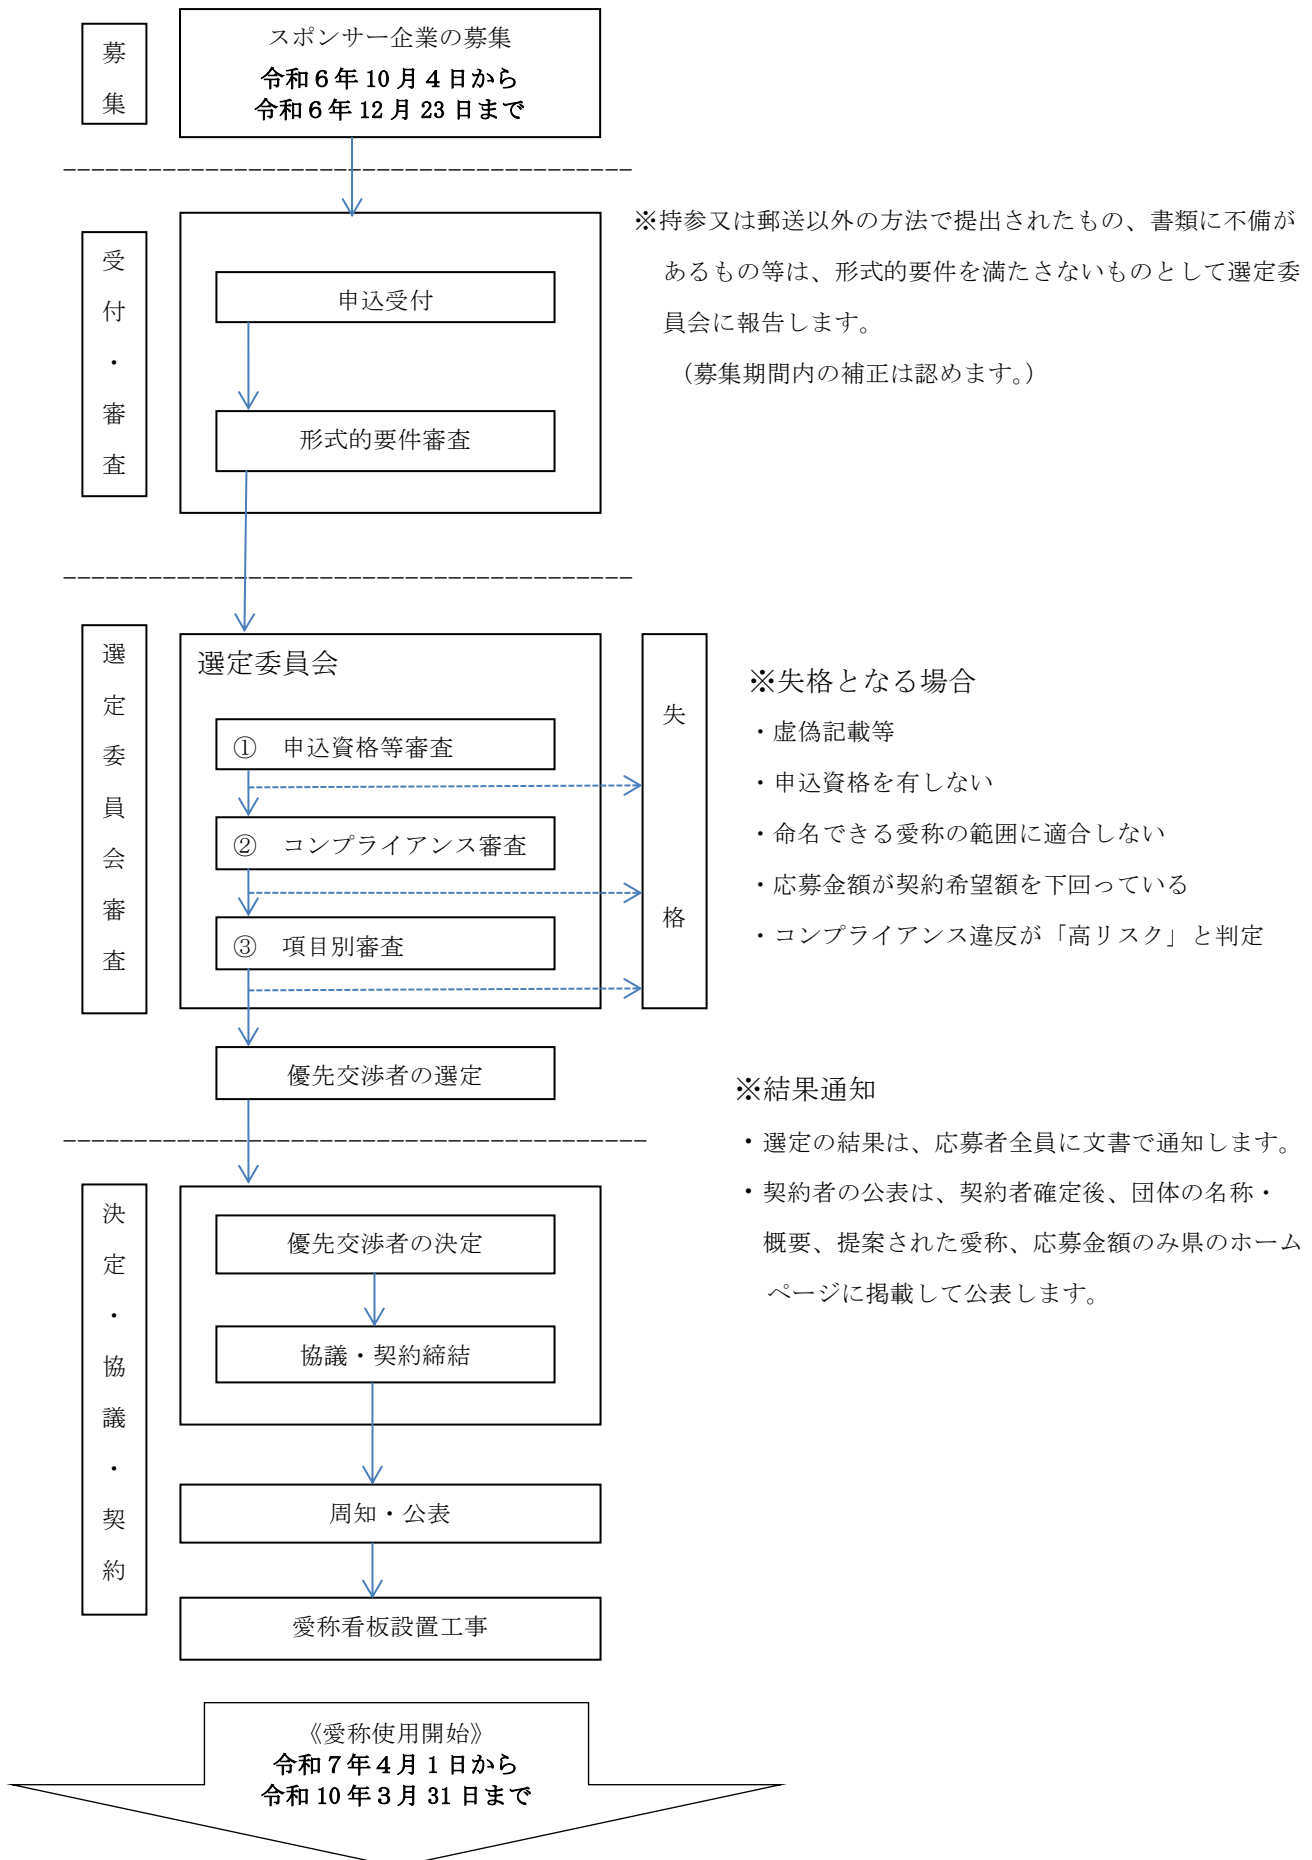 募集
スポンサー企業の募集
令和６年 10 月４日から
令和６年 12 月 23 日まで
受付・審査
申込受付
形式的要件審査
※持参又は郵送以外の方法で提出されたもの、書類に不備が
あるもの等は、形式的要件を満たさないものとして選定委
員会に報告します。
（募集期間内の補正は認めます。）
選定委員会審査
選定委員会
① 申込資格等審査
② コンプライアンス審査
③ 項目別審査
失格
※失格となる場合
・虚偽記載等
・申込資格を有しない
・命名できる愛称の範囲に適合しない
・応募金額が契約希望額を下回っている
・コンプライアンス違反が「高リスク」と判定
優先交渉者の選定
※結果通知
・選定の結果は、応募者全員に文書で通知します。
・契約者の公表は、契約者確定後、団体の名称・
概要、提案された愛称、応募金額のみ県のホーム
ページに掲載して公表します。
決定・協議・契約
優先交渉者の決定
協議・契約締結
周知・公表
愛称看板設置工事
《愛称使用開始》
令和７年４月１日から
令和 10 年３月 31 日まで